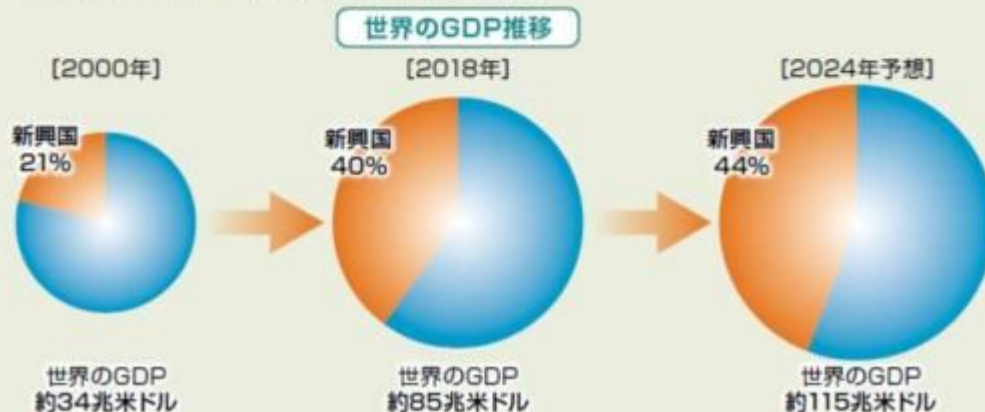 世界のGDP推移
[2000年]
新興国
21%
世界のGDP
約34兆米ドル
[2018年]
新興国
40%
世界のGDP
約85兆米ドル
[2024年予想]
新興国
44%
世界のGDP
約115兆米ドル